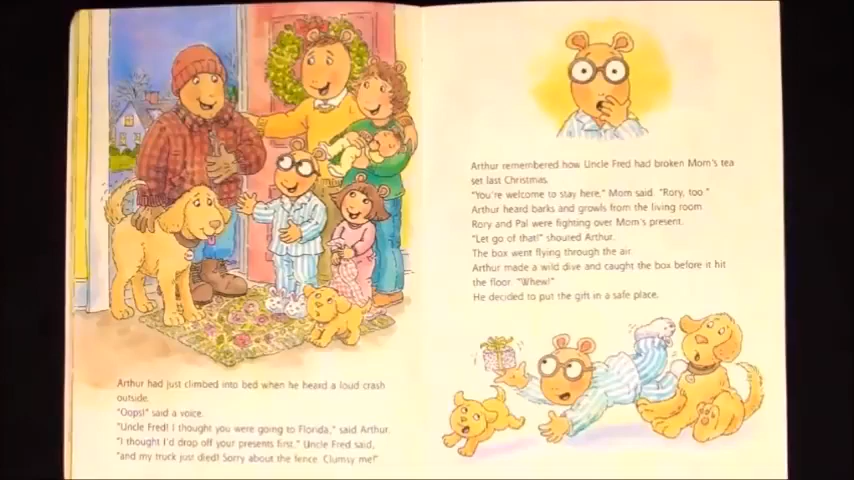 Arthur had just climbed into bed when he heard a loud crash
outside.
"Oops!" said a voice.
"Uncle Fred! I thought you were going to Florida," said Arthur.
"I thought I'd drop off your presents first," Uncle Fred said,
"and my truck just died! Sorry about the fence. Clumsy me!"
Arthur remembered how Uncle Fred had broken Mom's tea
set last Christmas.
"You're welcome to stay here," Mom said. "Rory, too."
Arthur heard barks and growls from the living room.
Rory and Pal were fighting over Mom's present.
"Let go of that!" shouted Arthur.
The box went flying through the air.
Arthur made a wild dive and caught the box before it hit
the floor. "Whew!"
He decided to put the gift in a safe place.